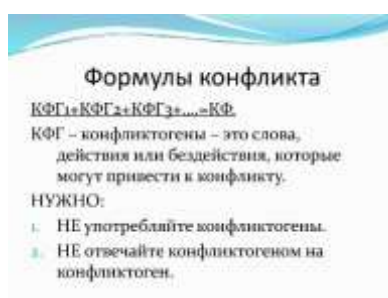 Формулы конфликта
КФГ1+КФГ2+КФГ3+....=КФ.
КФГ – конфликтогены – это слова,
действия или бездействия, которые
могут привести к конфликту.
НУЖНО:
1. НЕ употребляйте конфликтогены.
2. НЕ отвечайте конфликтогеном на
конфликтоген.